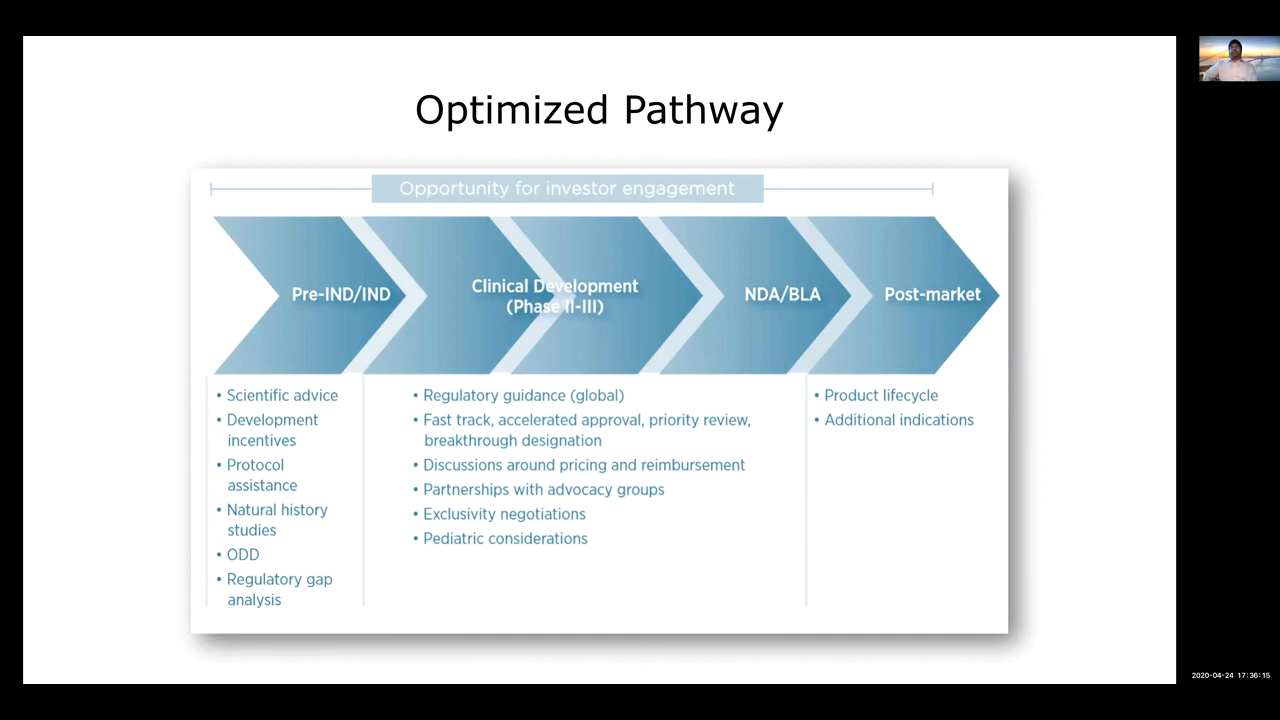 Optimized Pathway
Opportunity for investor engagement
Pre-IND/IND
Clinical Development
(Phase II-III)
NDA/BLA
Post-market
• Scientific advice
• Development
incentives
• Protocol
assistance
• Natural history
studies
• ODD
• Regulatory gap
analysis
• Regulatory guidance (global)
• Fast track, accelerated approval, priority review,
breakthrough designation
• Discussions around pricing and reimbursement
• Partnerships with advocacy groups
• Exclusivity negotiations
• Pediatric considerations
• Product lifecycle
• Additional indications
2020-04-24 17:36:15